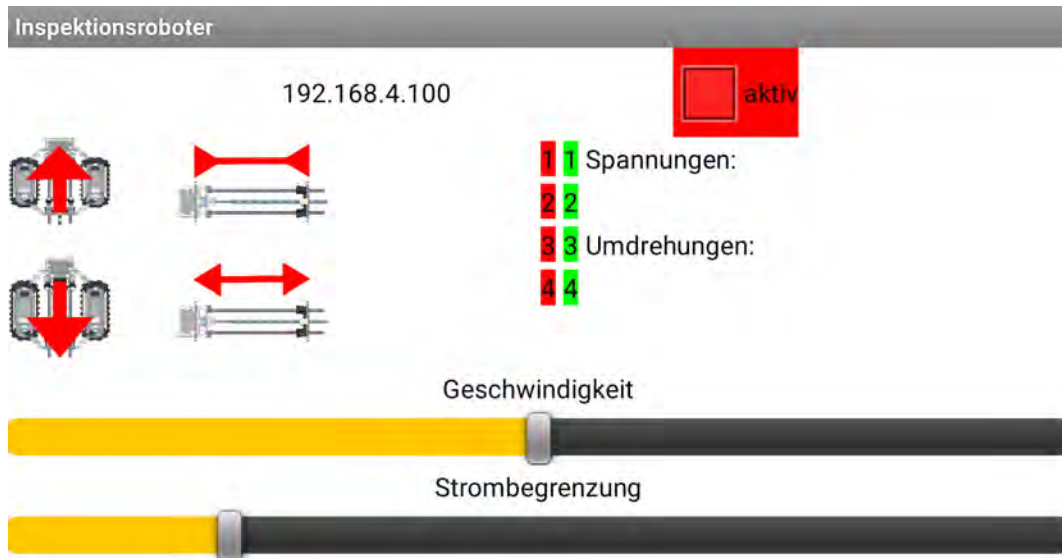 Inspektionsroboter
192.168.4.100
aktiv
1 1 Spannungen:
2 2
3 3 Umdrehungen:
4 4
Geschwindigkeit
Strombegrenzung